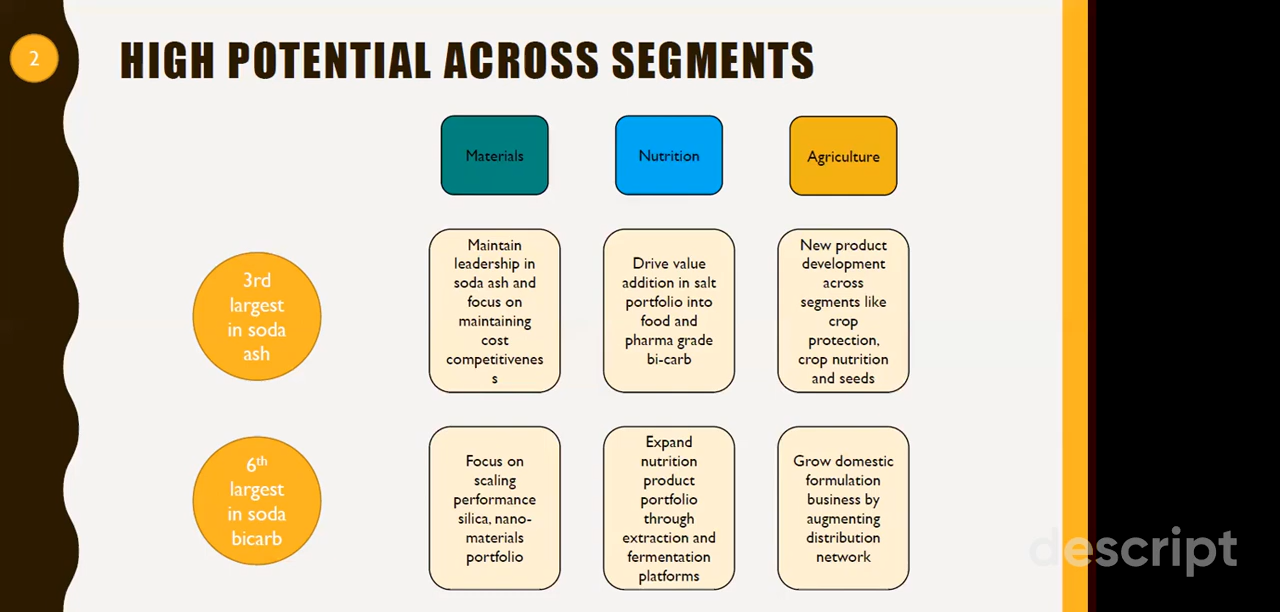 2
HIGH POTENTIAL ACROSS SEGMENTS
Materials
Nutrition
Agriculture
3rd
largest
in soda
ash
Maintain
leadership in
soda ash and
focus on
maintaining
cost
competitivenes
s
Drive value
addition in salt
portfolio into
food and
pharma grade
bi-carb
New product
development
across
segments like
crop
protection,
crop nutrition
and seeds
6th
largest
in soda
bicarb
Focus on
scaling
performance
silica, nano-
materials
portfolio
Expand
nutrition
product
portfolio
through
extraction and
fermentation
platforms
Grow domestic
formulation
business by
augmenting
distribution
network
descript